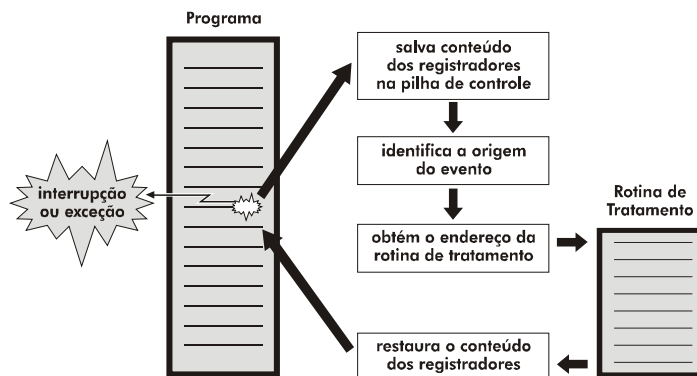 Programa
salva conteúdo
dos registradores
na pilha de controle
identifica a origem
do evento
interrupção
ou exceção
obtém o endereço da
rotina de tratamento
Rotina de
Tratamento
restaura o conteúdo
dos registradores